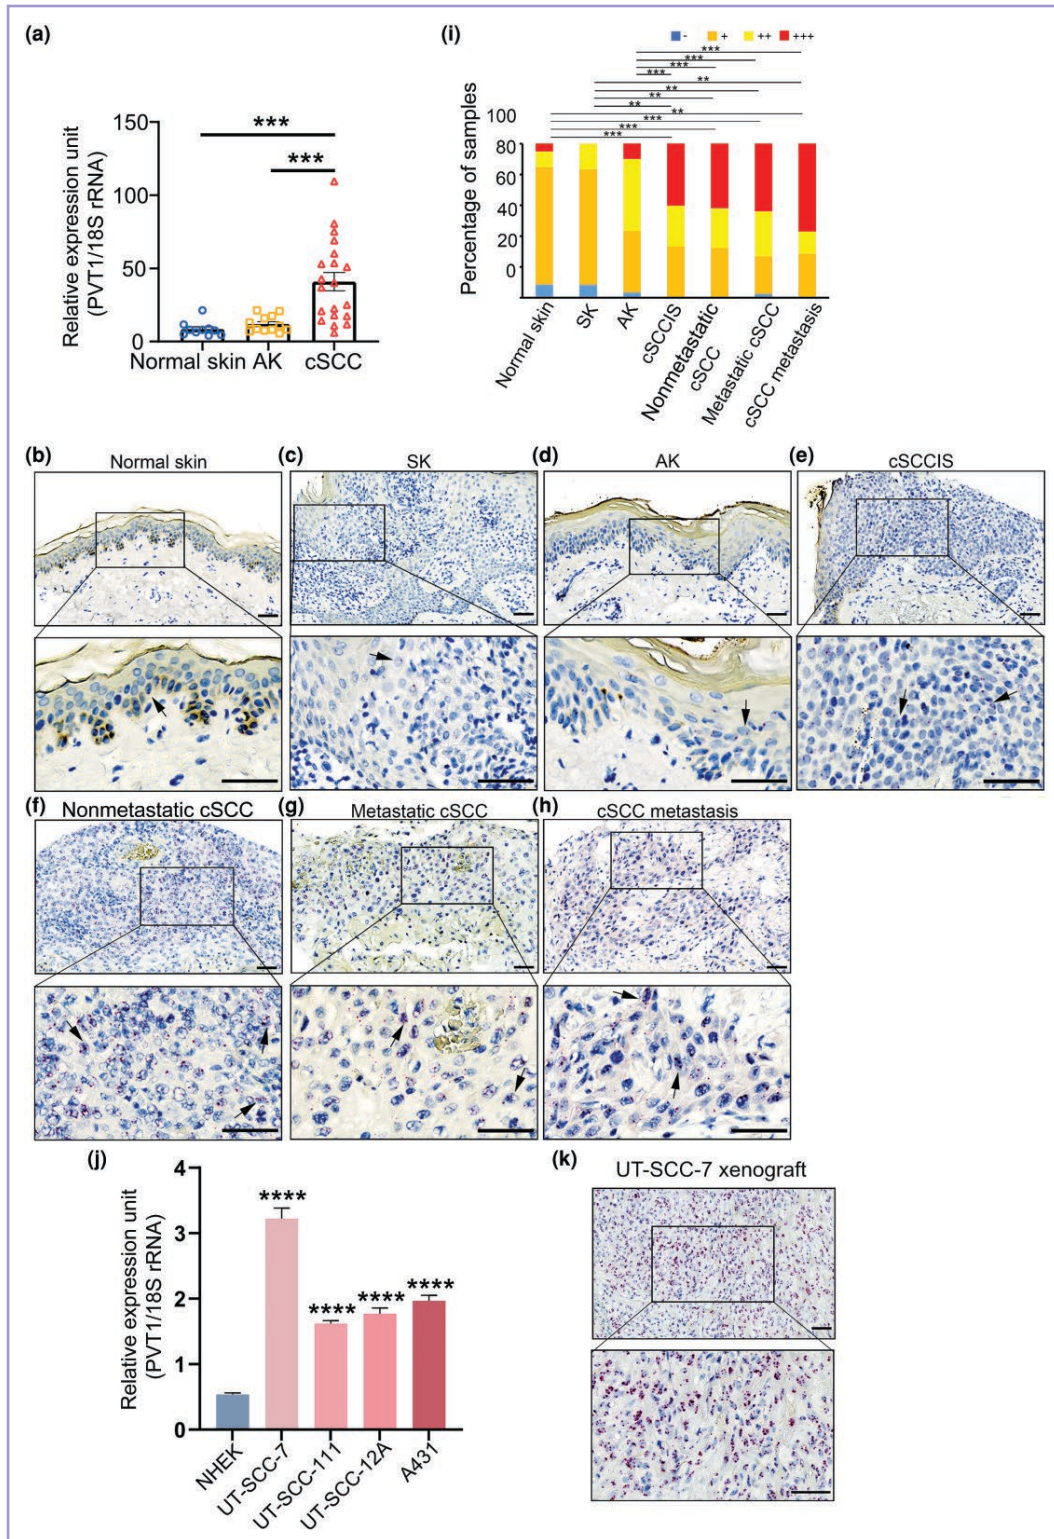 (a)
***
***
150
100
50
0
Relative expression unit
(PVT1/18S rRNA)
Normal skin AK cSCC
(i)
- + ++ +++
***
***
***
***
**
**
**
**
**
***
***
***
Percentage of samples
100
80
60
40
20
0
Normal skin
SK
AK
cSCCIS
Nonmetastatic
cSCC
Metastatic cSCC
cSCC metastasis
(b) Normal skin
(c) SK
(d) AK
(e) cSCCIS
(f) Nonmetastatic cSCC
(g) Metastatic cSCC
(h) cSCC metastasis
(j)
4
3
2
1
0
Relative expression unit
(PVT1/18S rRNA)
****
****
****
****
NHEK
UT-SCC-7
UT-SCC-111
UT-SCC-12A
A431
(k)
UT-SCC-7 xenograft